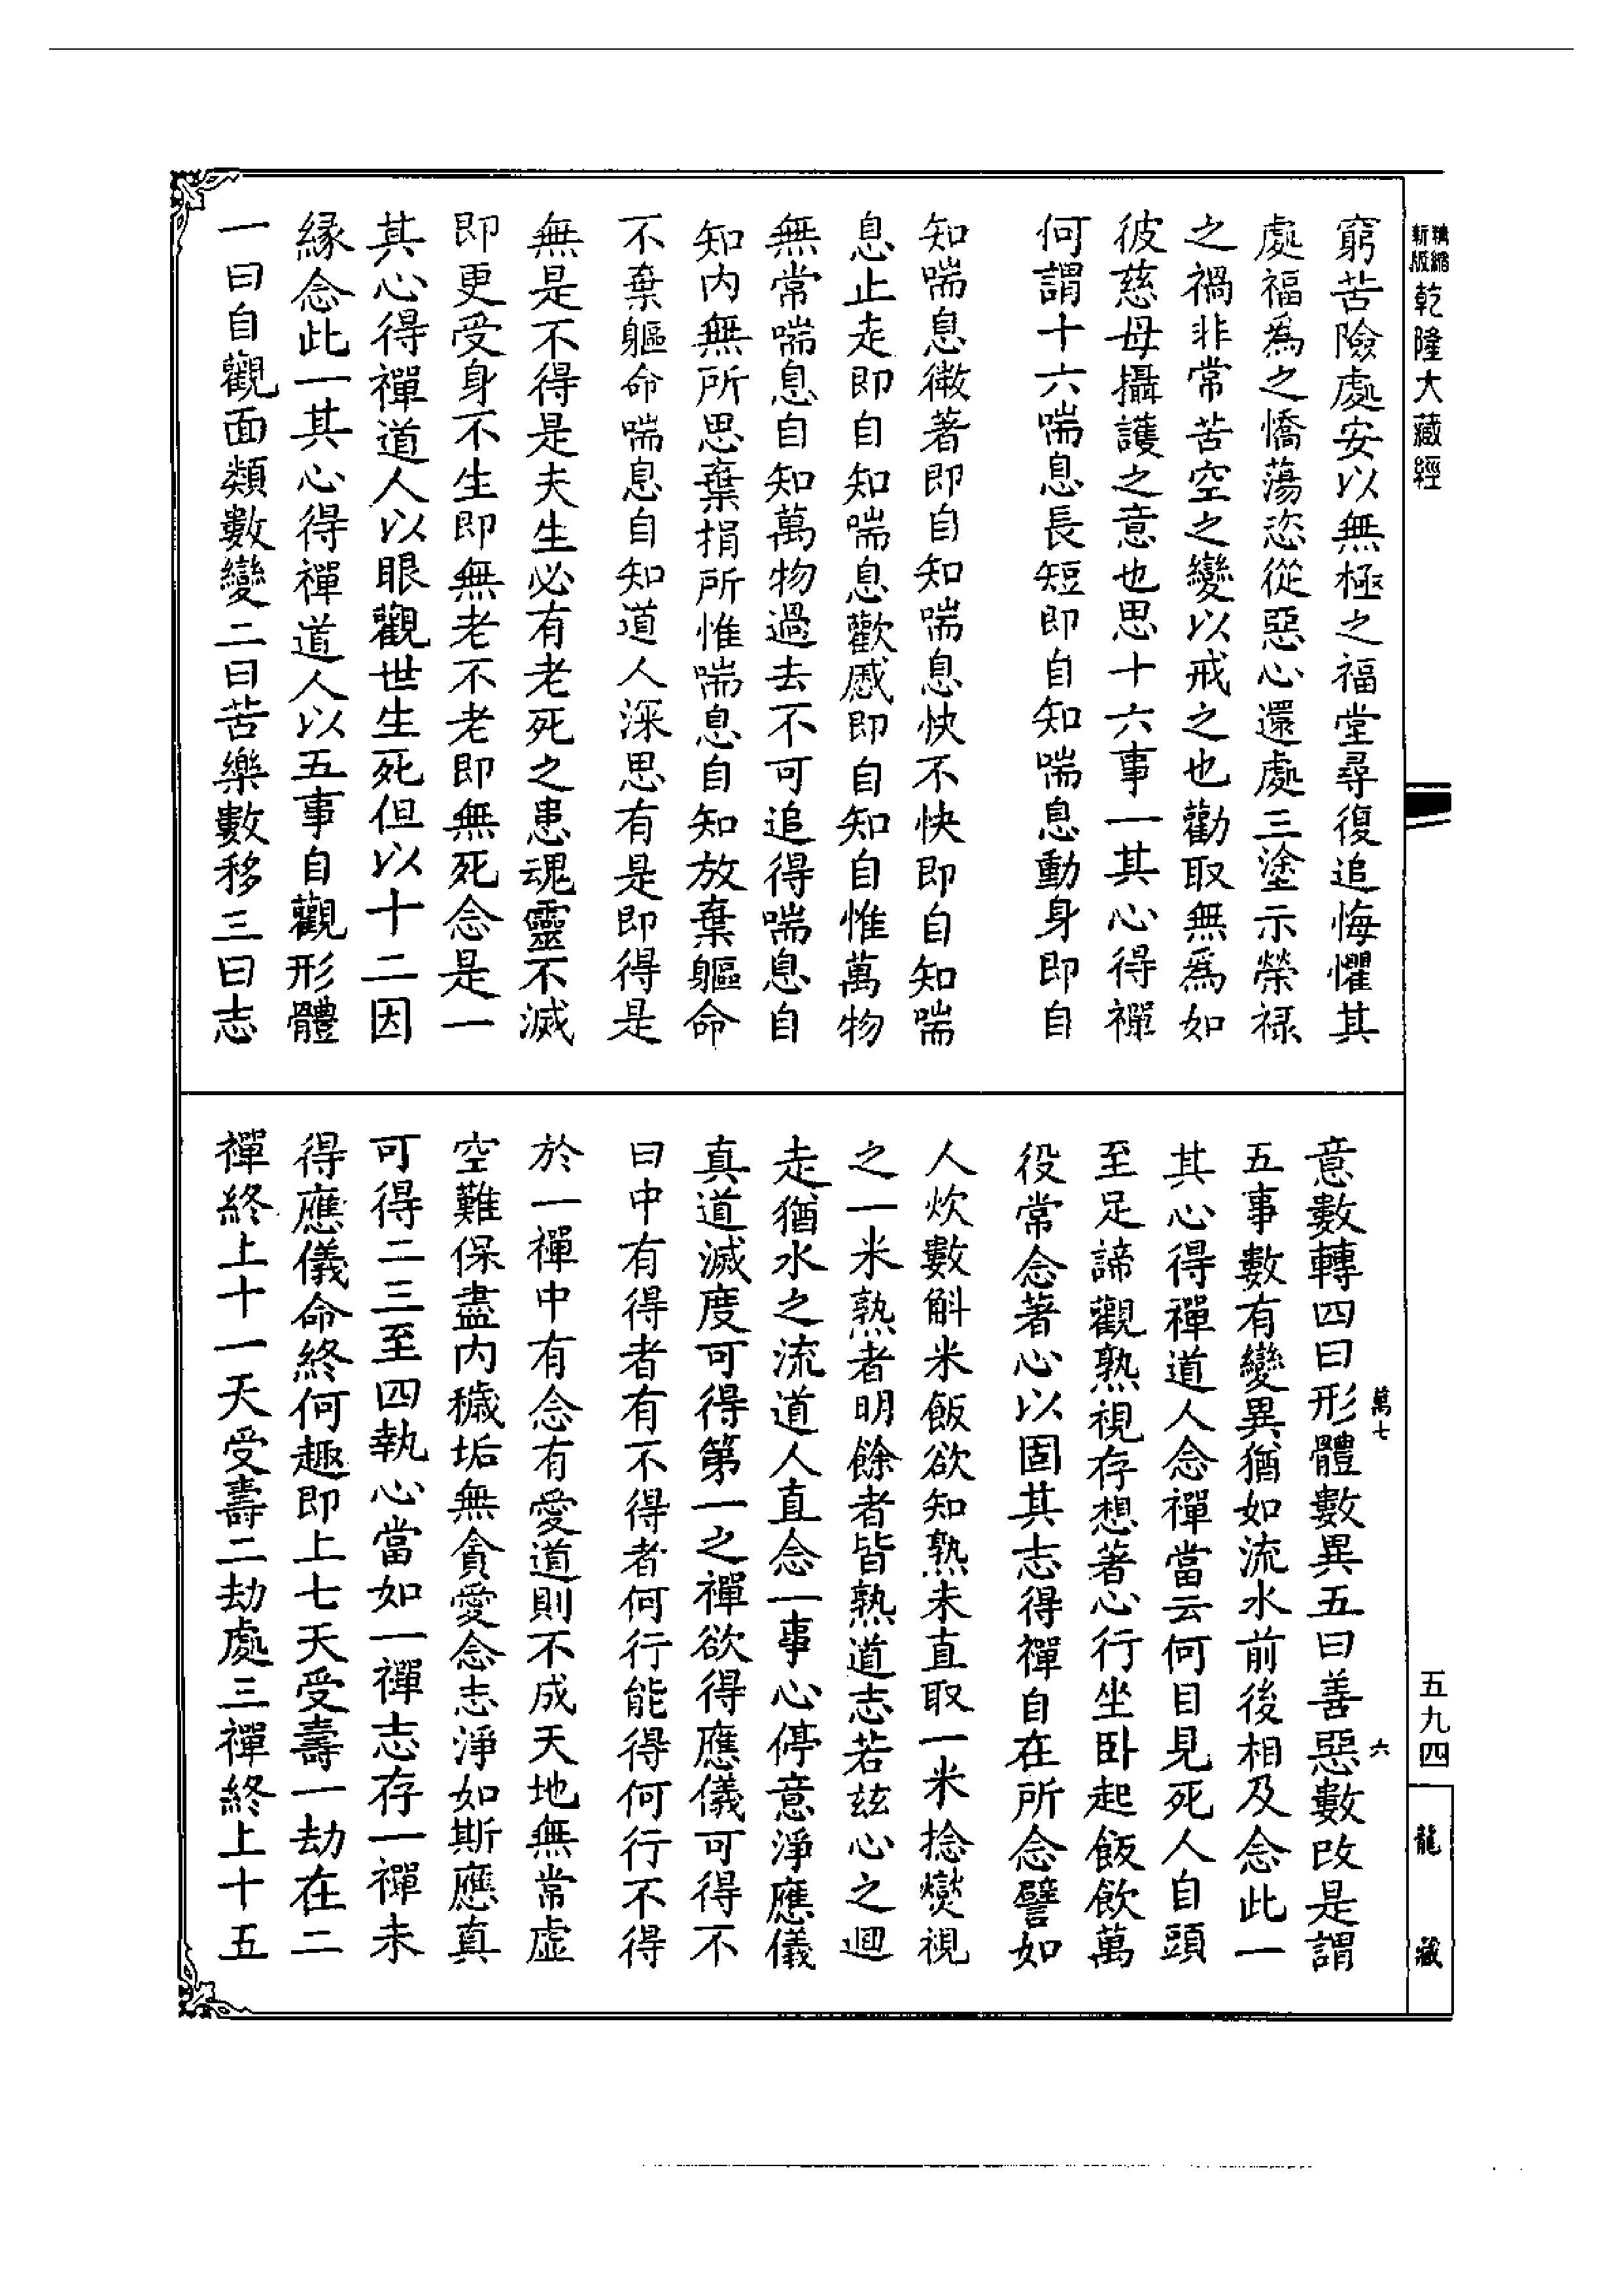 精縮
新版
乾隆大藏經
窮苦險處安以無極之福堂尋復追悔懼其
處福為之憍蕩恣從惡心還處三塗示榮祿
之禍非常苦空之變以戒之也勸取無為如
彼慈母攝護之意也思十六事一其心得禪
何謂十六喘息長短即自知喘息動身即自
知喘息微著即自知喘息快不快即自知喘
息止走即自知喘息歡慼即自知自惟萬物
無常喘息自知萬物過去不可追得喘息自
知內無所思棄捐所惟喘息自知放棄軀命
不棄軀命喘息自知道人深思有是即得是
無是不得是夫生必有老死之患魂靈不滅
即更受身不生即無老不老即無死念是一
其心得禪道人以眼觀世生死但以十二因
緣念此一其心得禪道人以五事自觀形體
一曰自觀面類數變二曰苦樂數移三曰志
意數轉四曰形體數異五曰善惡數改是謂
五事數有變異猶如流水前後相及念此一
其心得禪道人念禪當云何目見死人自頭
至足諦觀熟視存想著心行坐臥起飯飲萬
役常念著心以固其志得禪自在所念譬如
人炊數斛米飯欲知熟未直取一米捻爕視
之一米熟者明餘者皆熟道志若茲心之迴
走猶水之流道人直念一事心停意淨應儀
真道滅度可得第一之禪欲得應儀可得不
曰中有得者有不得者何行能得何行不得
於一禪中有念有愛道則不成天地無常虛
空難保盡內穢垢無貪愛念志淨如斯應真
可得二三至四執心當如一禪志存一禪未
得應儀命終何趣即上七天受壽一劫在二
禪終上十一天受壽二劫處三禪終上十五
萬七
六
五九四
龍藏